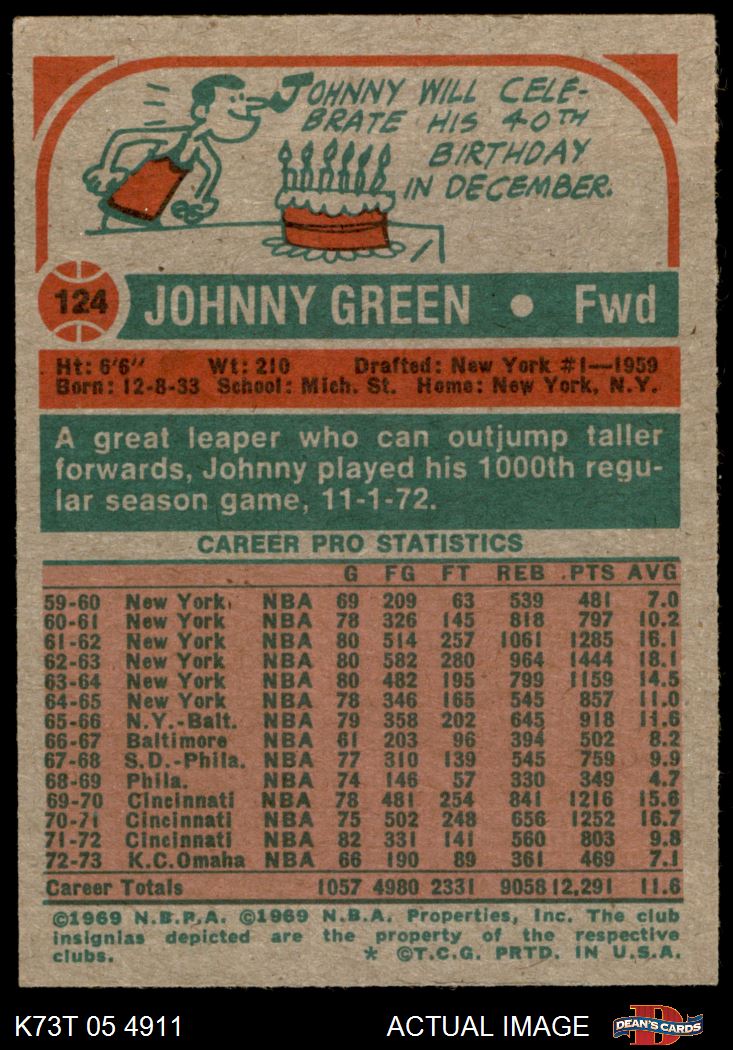 JOHNNY WILL CELE-
BRATE HIS 40TH
BIRTHDAY
IN DECEMBER.
124 JOHNNY GREEN • Fwd
Ht: 6'6" Wt: 210 Drafted: New York #1—1959
Born: 12-8-33 School: Mich. St. Home: New York, N.Y.
A great leaper who can outjump taller
forwards, Johnny played his 1000th regu-
lar season game, 11-1-72.
CAREER PRO STATISTICS
G FG FT REB PTS AVG
59-60 New York NBA 69 209 63 539 481 7.0
60-61 New York NBA 78 326 145 818 797 10.2
61-62 New York NBA 80 514 257 1061 1285 16.1
62-63 New York NBA 80 582 280 964 1444 18.1
63-64 New York NBA 80 482 195 799 1159 14.5
64-65 New York NBA 78 346 165 545 857 11.0
65-66 N.Y.-Balt. NBA 79 358 202 645 918 11.6
66-67 Baltimore NBA 61 203 96 394 502 8.2
67-68 S.D.-Phila. NBA 77 310 139 545 759 9.9
68-69 Phila. NBA 74 146 57 330 349 4.7
69-70 Cincinnati NBA 78 481 254 841 1216 15.6
70-71 Cincinnati NBA 75 502 248 656 1252 16.7
71-72 Cincinnati NBA 82 331 141 560 803 9.8
72-73 K.C.Omaha NBA 66 190 89 361 469 7.1
Career Totals 1057 4980 2331 9058 12,291 11.6
©1969 N.B.P.A. ©1969 N.B.A. Properties, Inc. The club
insignias depicted are the property of the respective
clubs. * ©T.C.G. PRTD. IN U.S.A.
K73T 05 4911 ACTUAL IMAGE D DEAN'S CARDS